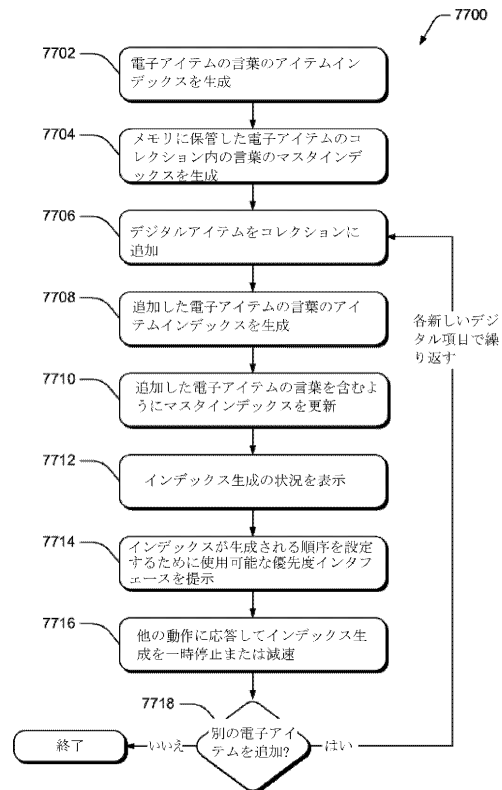 7700
7702
電子アイテムの言葉のアイテムイン
デックスを生成
7704
メモリに保管した電子アイテムのコ
レクション内の言葉のマスタインデ
ックスを生成
7706
デジタルアイテムをコレクションに
追加
7708
追加した電子アイテムの言葉のアイ
テムインデックスを生成
各新しいデジ
タル項目で繰
り返す
7710
追加した電子アイテムの言葉を含むよ
うにマスタインデックスを更新
7712
インデックス生成の状況を表示
7714
インデックスが生成される順序を設定
するために使用可能な優先度インタフ
ェースを提示
7716
他の動作に応答してインデックス生
成を一時停止または減速
7718
別の電子アイ
テムを追加?
終了
いいえ
はい